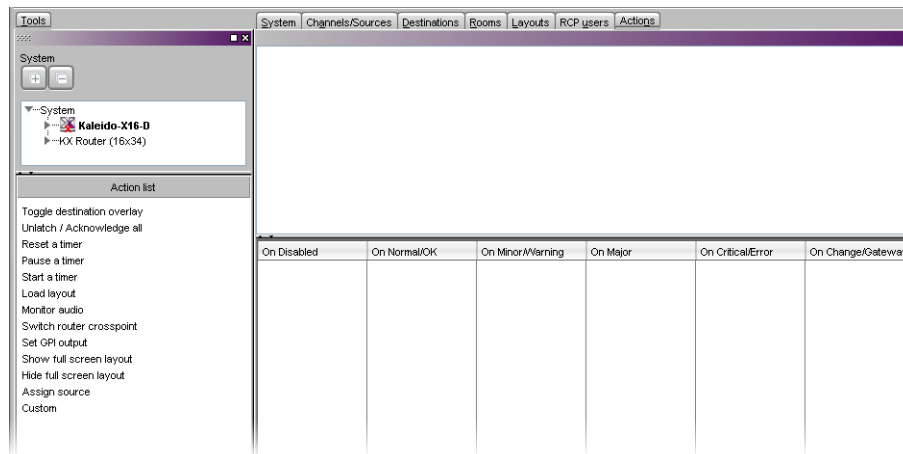 Tools
System Channels/Sources Destinations Rooms Layouts RCP users Actions
System
System
Kaleido-X16-D
KX Router (16x34)
Action list
Toggle destination overlay
Unlatch / Acknowledge all
Reset a timer
Pause a timer
Start a timer
Load layout
Monitor audio
Switch router crosspoint
Set GPI output
Show full screen layout
Hide full screen layout
Assign source
Custom
On Disabled On Normal/OK On Minor/Warning On Major On Critical/Error On Change/Gatewa